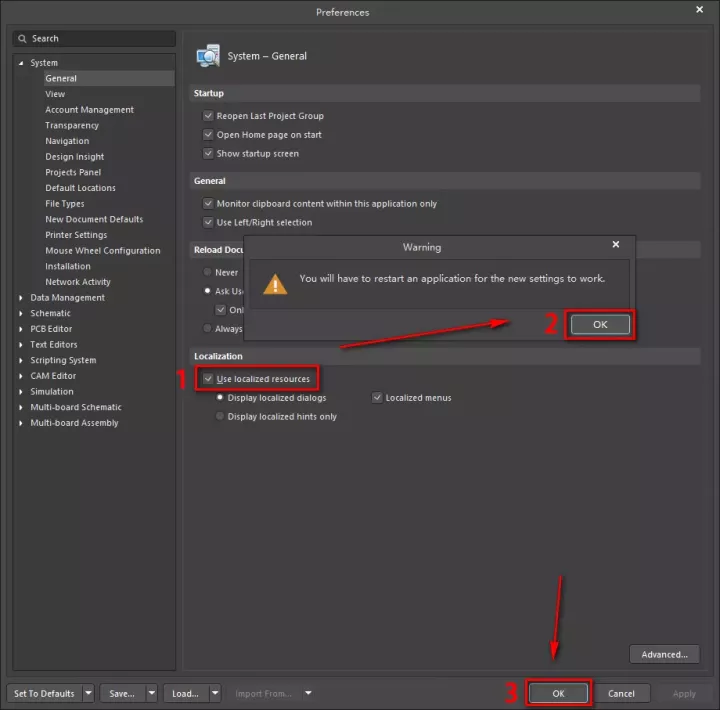 Preferences
Search
System
General
View
Account Management
Transparency
Navigation
Design Insight
Projects Panel
Default Locations
File Types
New Document Defaults
Printer Settings
Mouse Wheel Configuration
Installation
Network Activity
Data Management
Schematic
PCB Editor
Text Editors
Scripting System
CAM Editor
Simulation
Multi-board Schematic
Multi-board Assembly
System – General
Startup
Reopen Last Project Group
Open Home page on start
Show startup screen
General
Monitor clipboard content within this application only
Use Left/Right selection
Reload Docu
Never
Ask Use
Onl
Always
Warning
You will have to restart an application for the new settings to work.
2 OK
Localization
1 Use localized resources
Display localized dialogs Localized menus
Display localized hints only
Advanced...
Set To Defaults Save... Load... Import From... 3 OK Cancel Apply